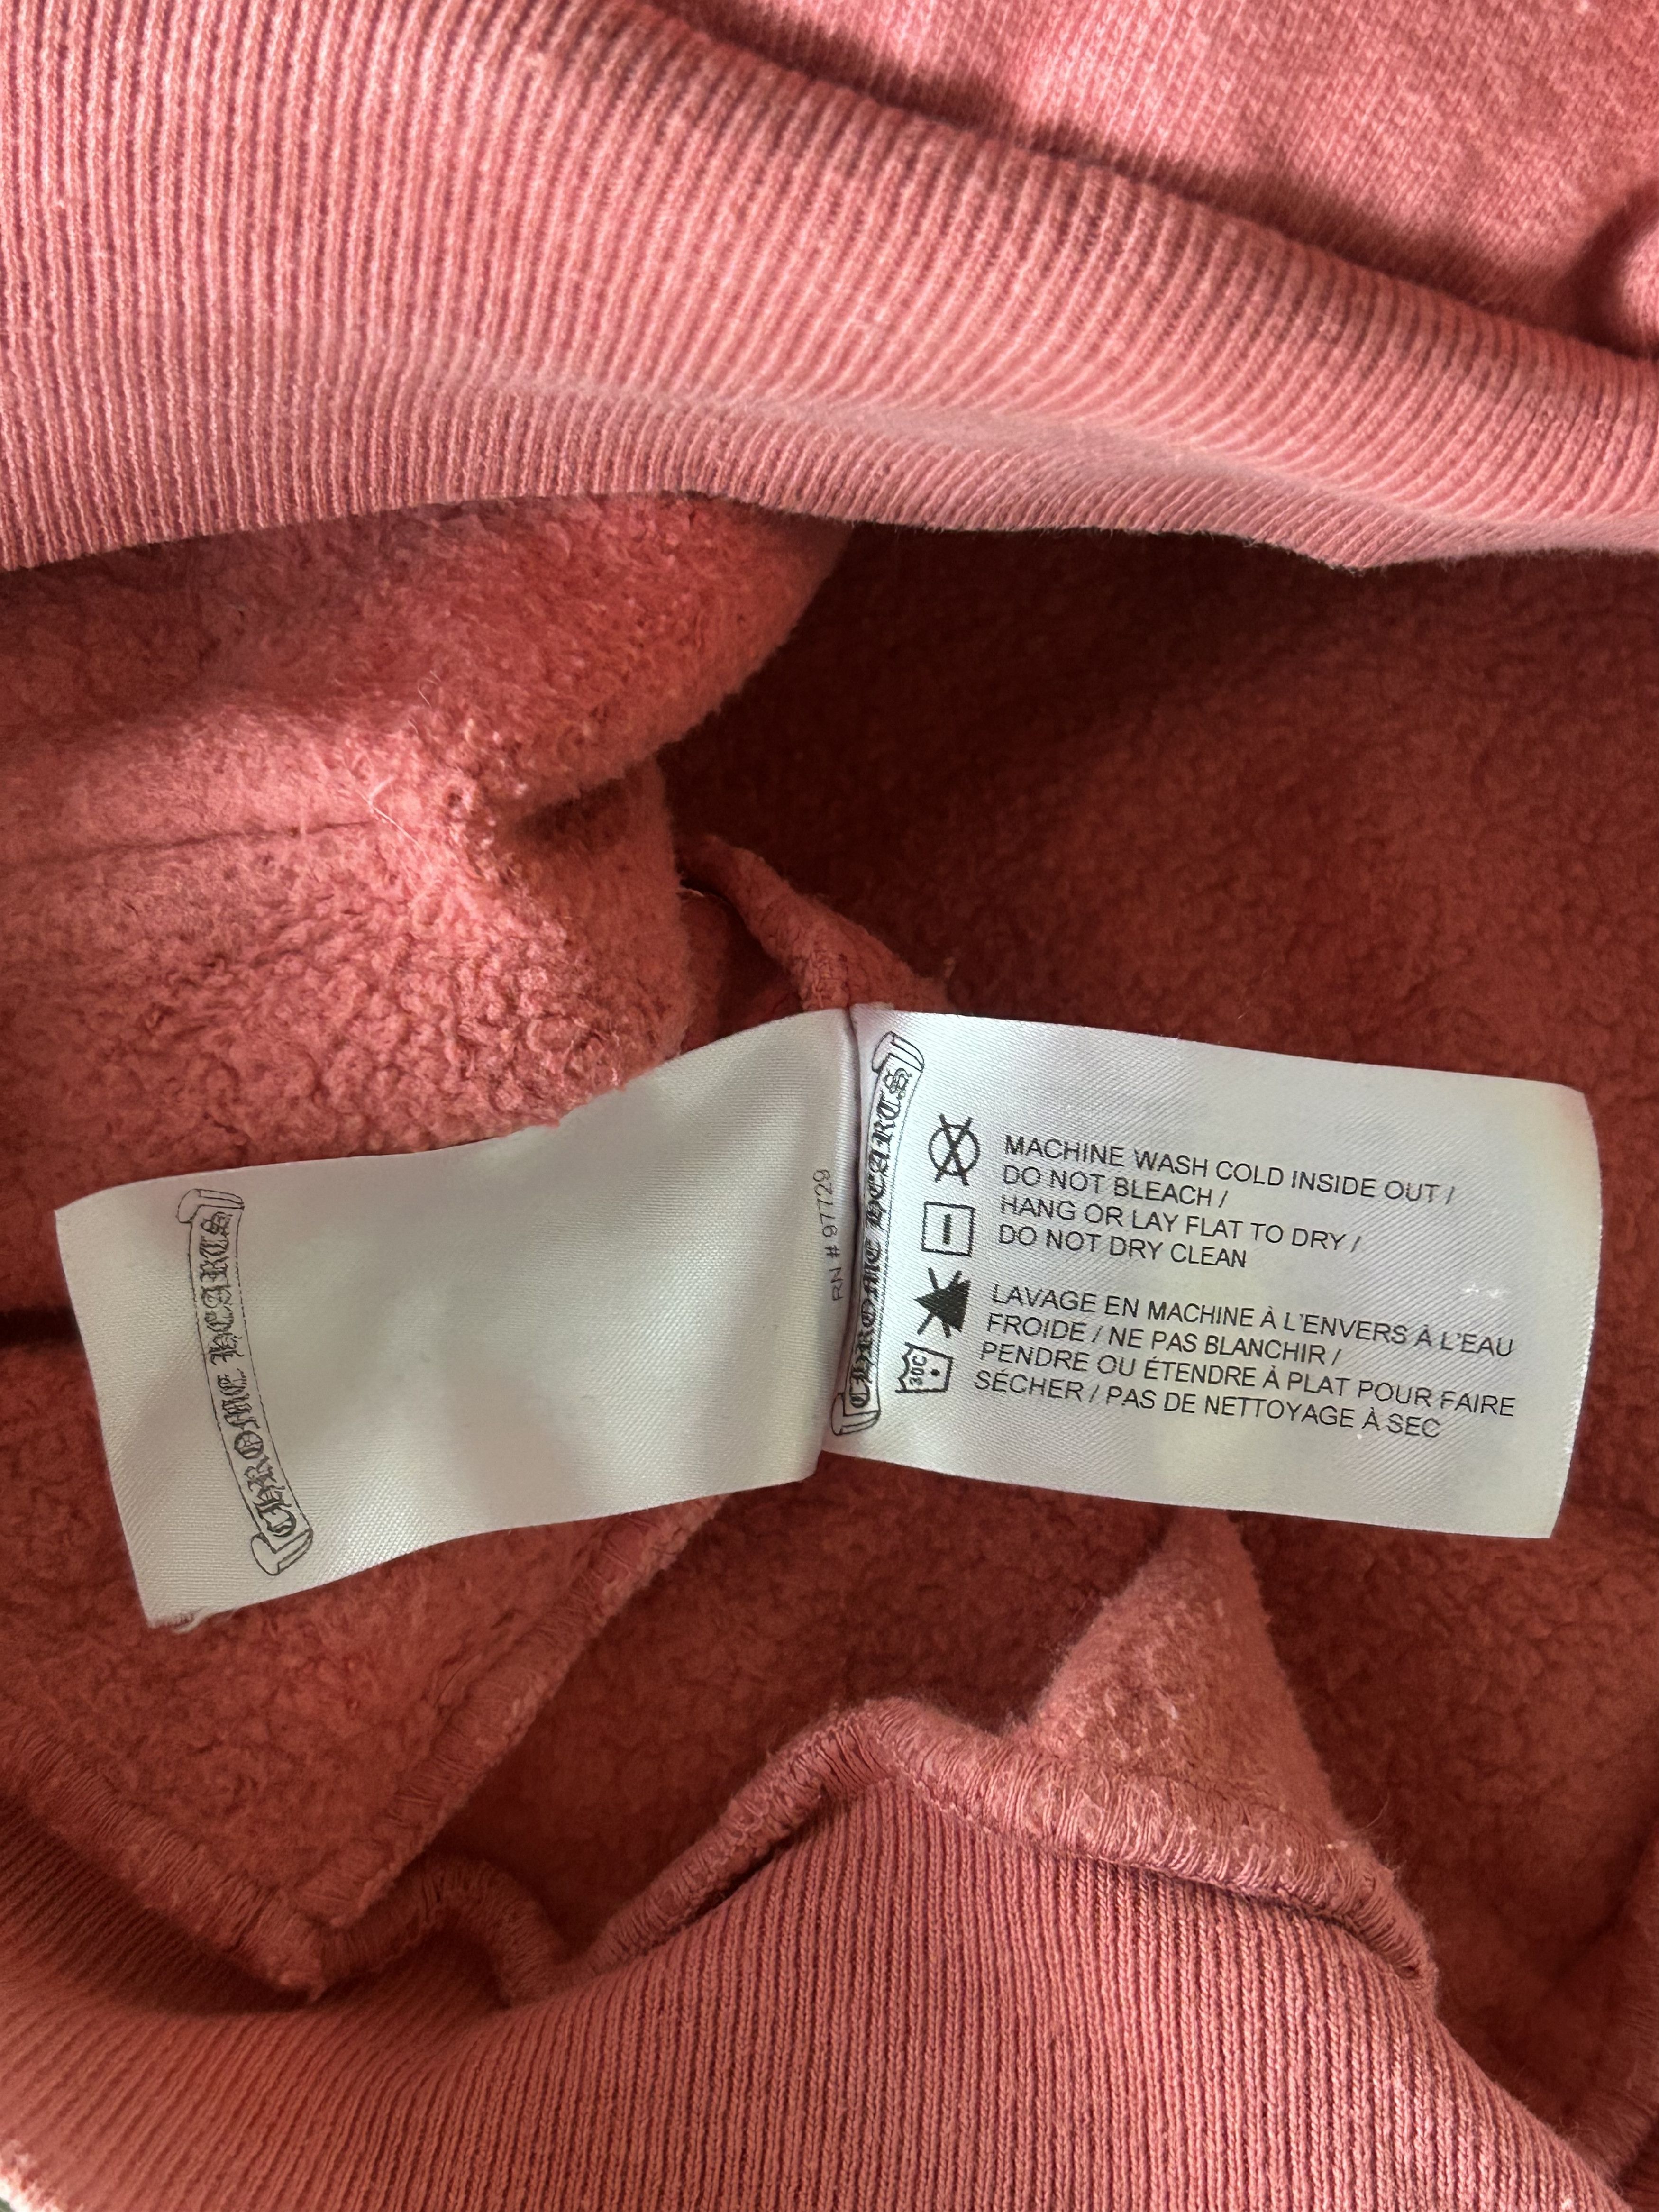 CHROME HEARTS
RN # 97729
CHROME HEARTS
MACHINE WASH COLD INSIDE OUT /
DO NOT BLEACH /
HANG OR LAY FLAT TO DRY /
DO NOT DRY CLEAN
LAVAGE EN MACHINE À L'ENVERS À L'EAU
FROIDE / NE PAS BLANCHIR /
PENDRE OU ÉTENDRE À PLAT POUR FAIRE
SÉCHER / PAS DE NETTOYAGE À SEC
30C